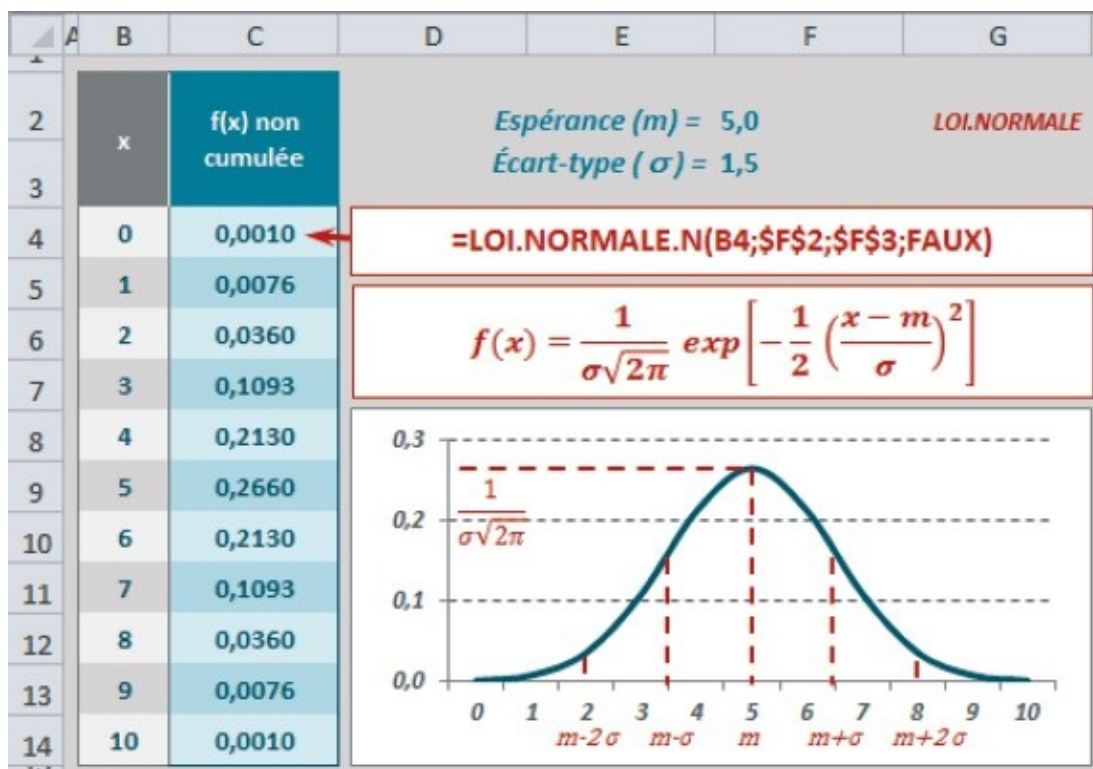 A B C D E F G
1
2
3
4
5
6
7
8
9
10
11
12
13
14
x f(x) non cumulée
0 0,0010
1 0,0076
2 0,0360
3 0,1093
4 0,2130
5 0,2660
6 0,2130
7 0,1093
8 0,0360
9 0,0076
10 0,0010
Espérance (m) = 5,0
Écart-type ( σ ) = 1,5
LOI.NORMALE
=LOI.NORMALE.N(B4;$F$2;$F$3;FAUX)
f(x) = 1/(σ√2π) exp[−1/2 ((x − m)/σ)²]
0,3
0,2
0,1
0,0
1/(σ√2π)
0 1 2 3 4 5 6 7 8 9 10
m-2σ m-σ m m+σ m+2σ